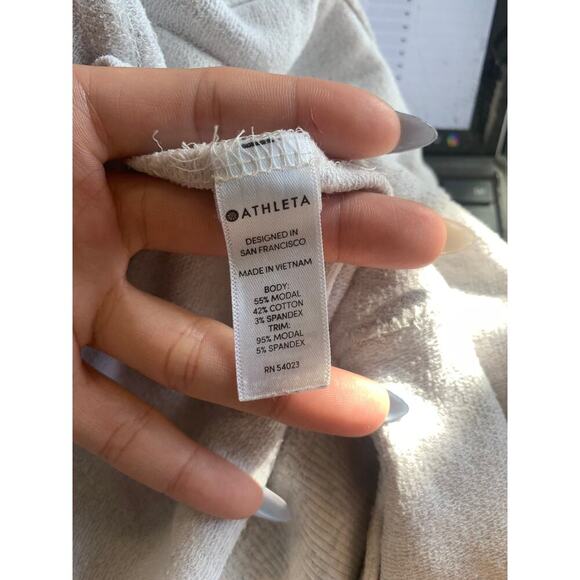 ATHLETA
DESIGNED IN
SAN FRANCISCO
MADE IN VIETNAM
BODY:
55% MODAL
42% COTTON
3% SPANDEX
TRIM:
95% MODAL
5% SPANDEX
RN 54023